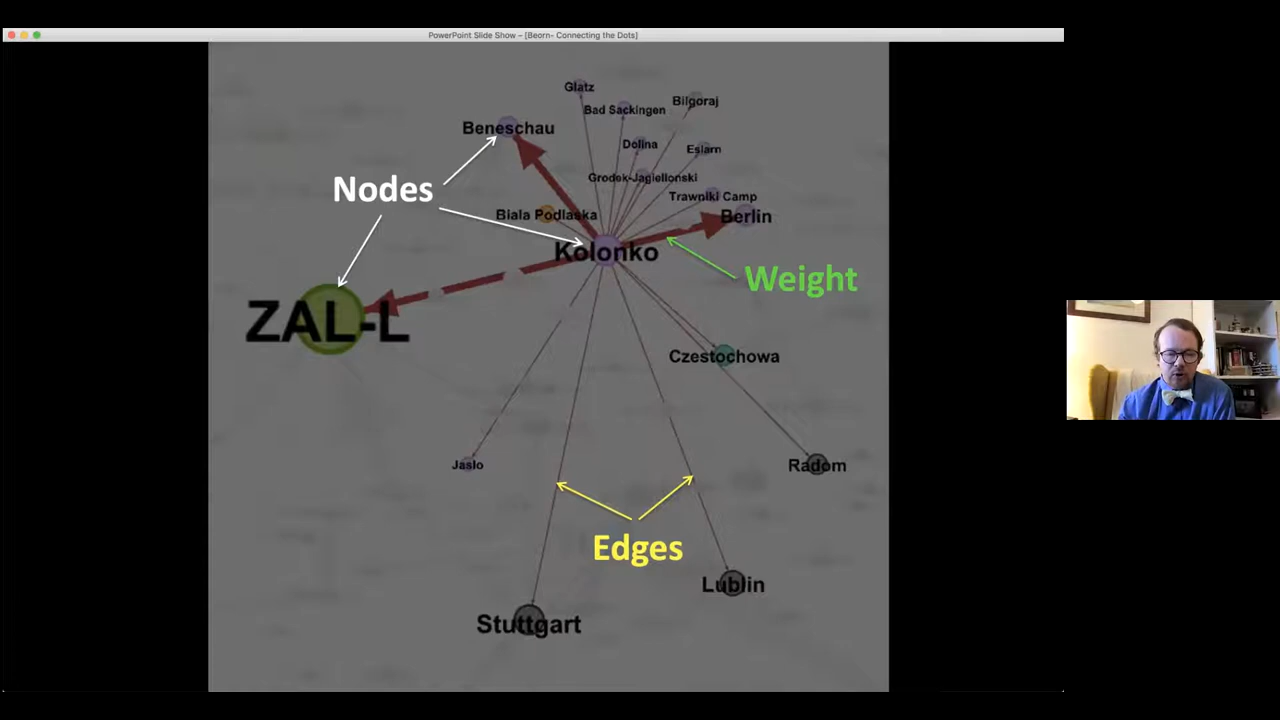 PowerPoint Slide Show – [Beorn- Connecting the Dots]
Glatz
Bad Sackingen
Bilgoraj
Beneschau
Dolina
Eslarn
Grodek-Jagiellonski
Nodes
Trawniki Camp
Biala Podlaska
Berlin
Kolonko
Weight
ZAL-L
Czestochowa
Jaslo
Radom
Edges
Lublin
Stuttgart